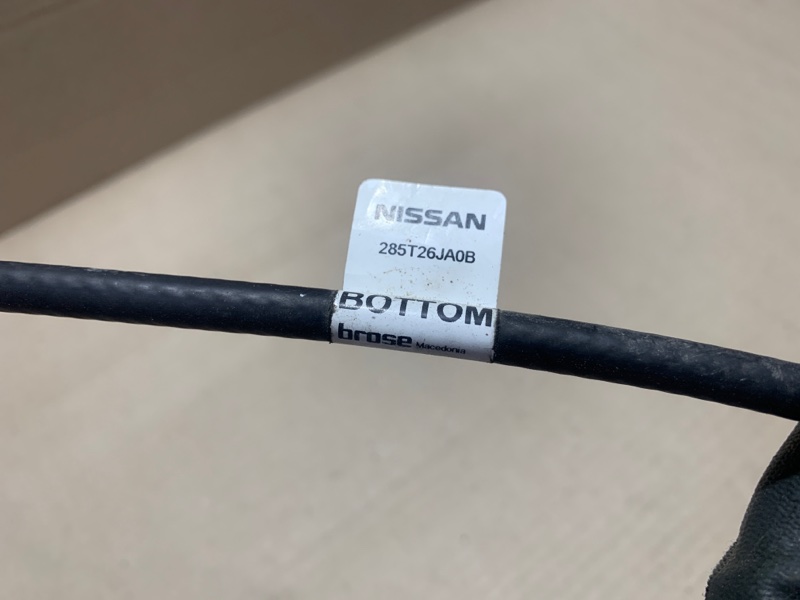 NISSAN
285T26JA0B
BOTTOM
brose Macedonia